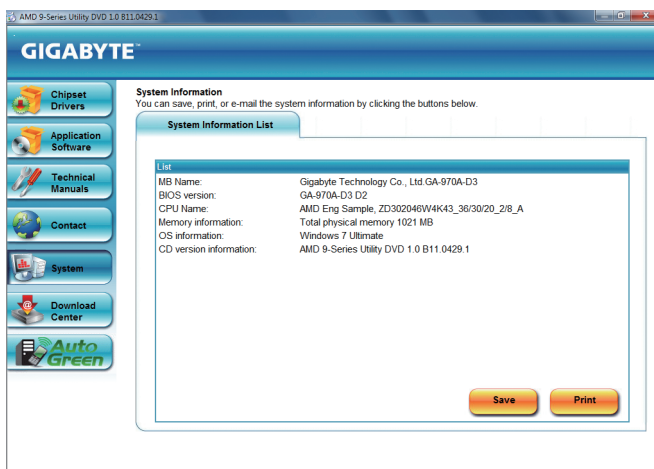 AMD 9-Series Utility DVD 1.0 B11.0429.1
GIGABYTE™
Chipset
Drivers
Application
Software
Technical
Manuals
Contact
System
Download
Center
Auto
Green
System Information
You can save, print, or e-mail the system information by clicking the buttons below.
System Information List
List
MB Name: Gigabyte Technology Co., Ltd.GA-970A-D3
BIOS version: GA-970A-D3 D2
CPU Name: AMD Eng Sample, ZD302046W4K43_36/30/20_2/8_A
Memory information: Total physical memory 1021 MB
OS information: Windows 7 Ultimate
CD version information: AMD 9-Series Utility DVD 1.0 B11.0429.1
Save Print